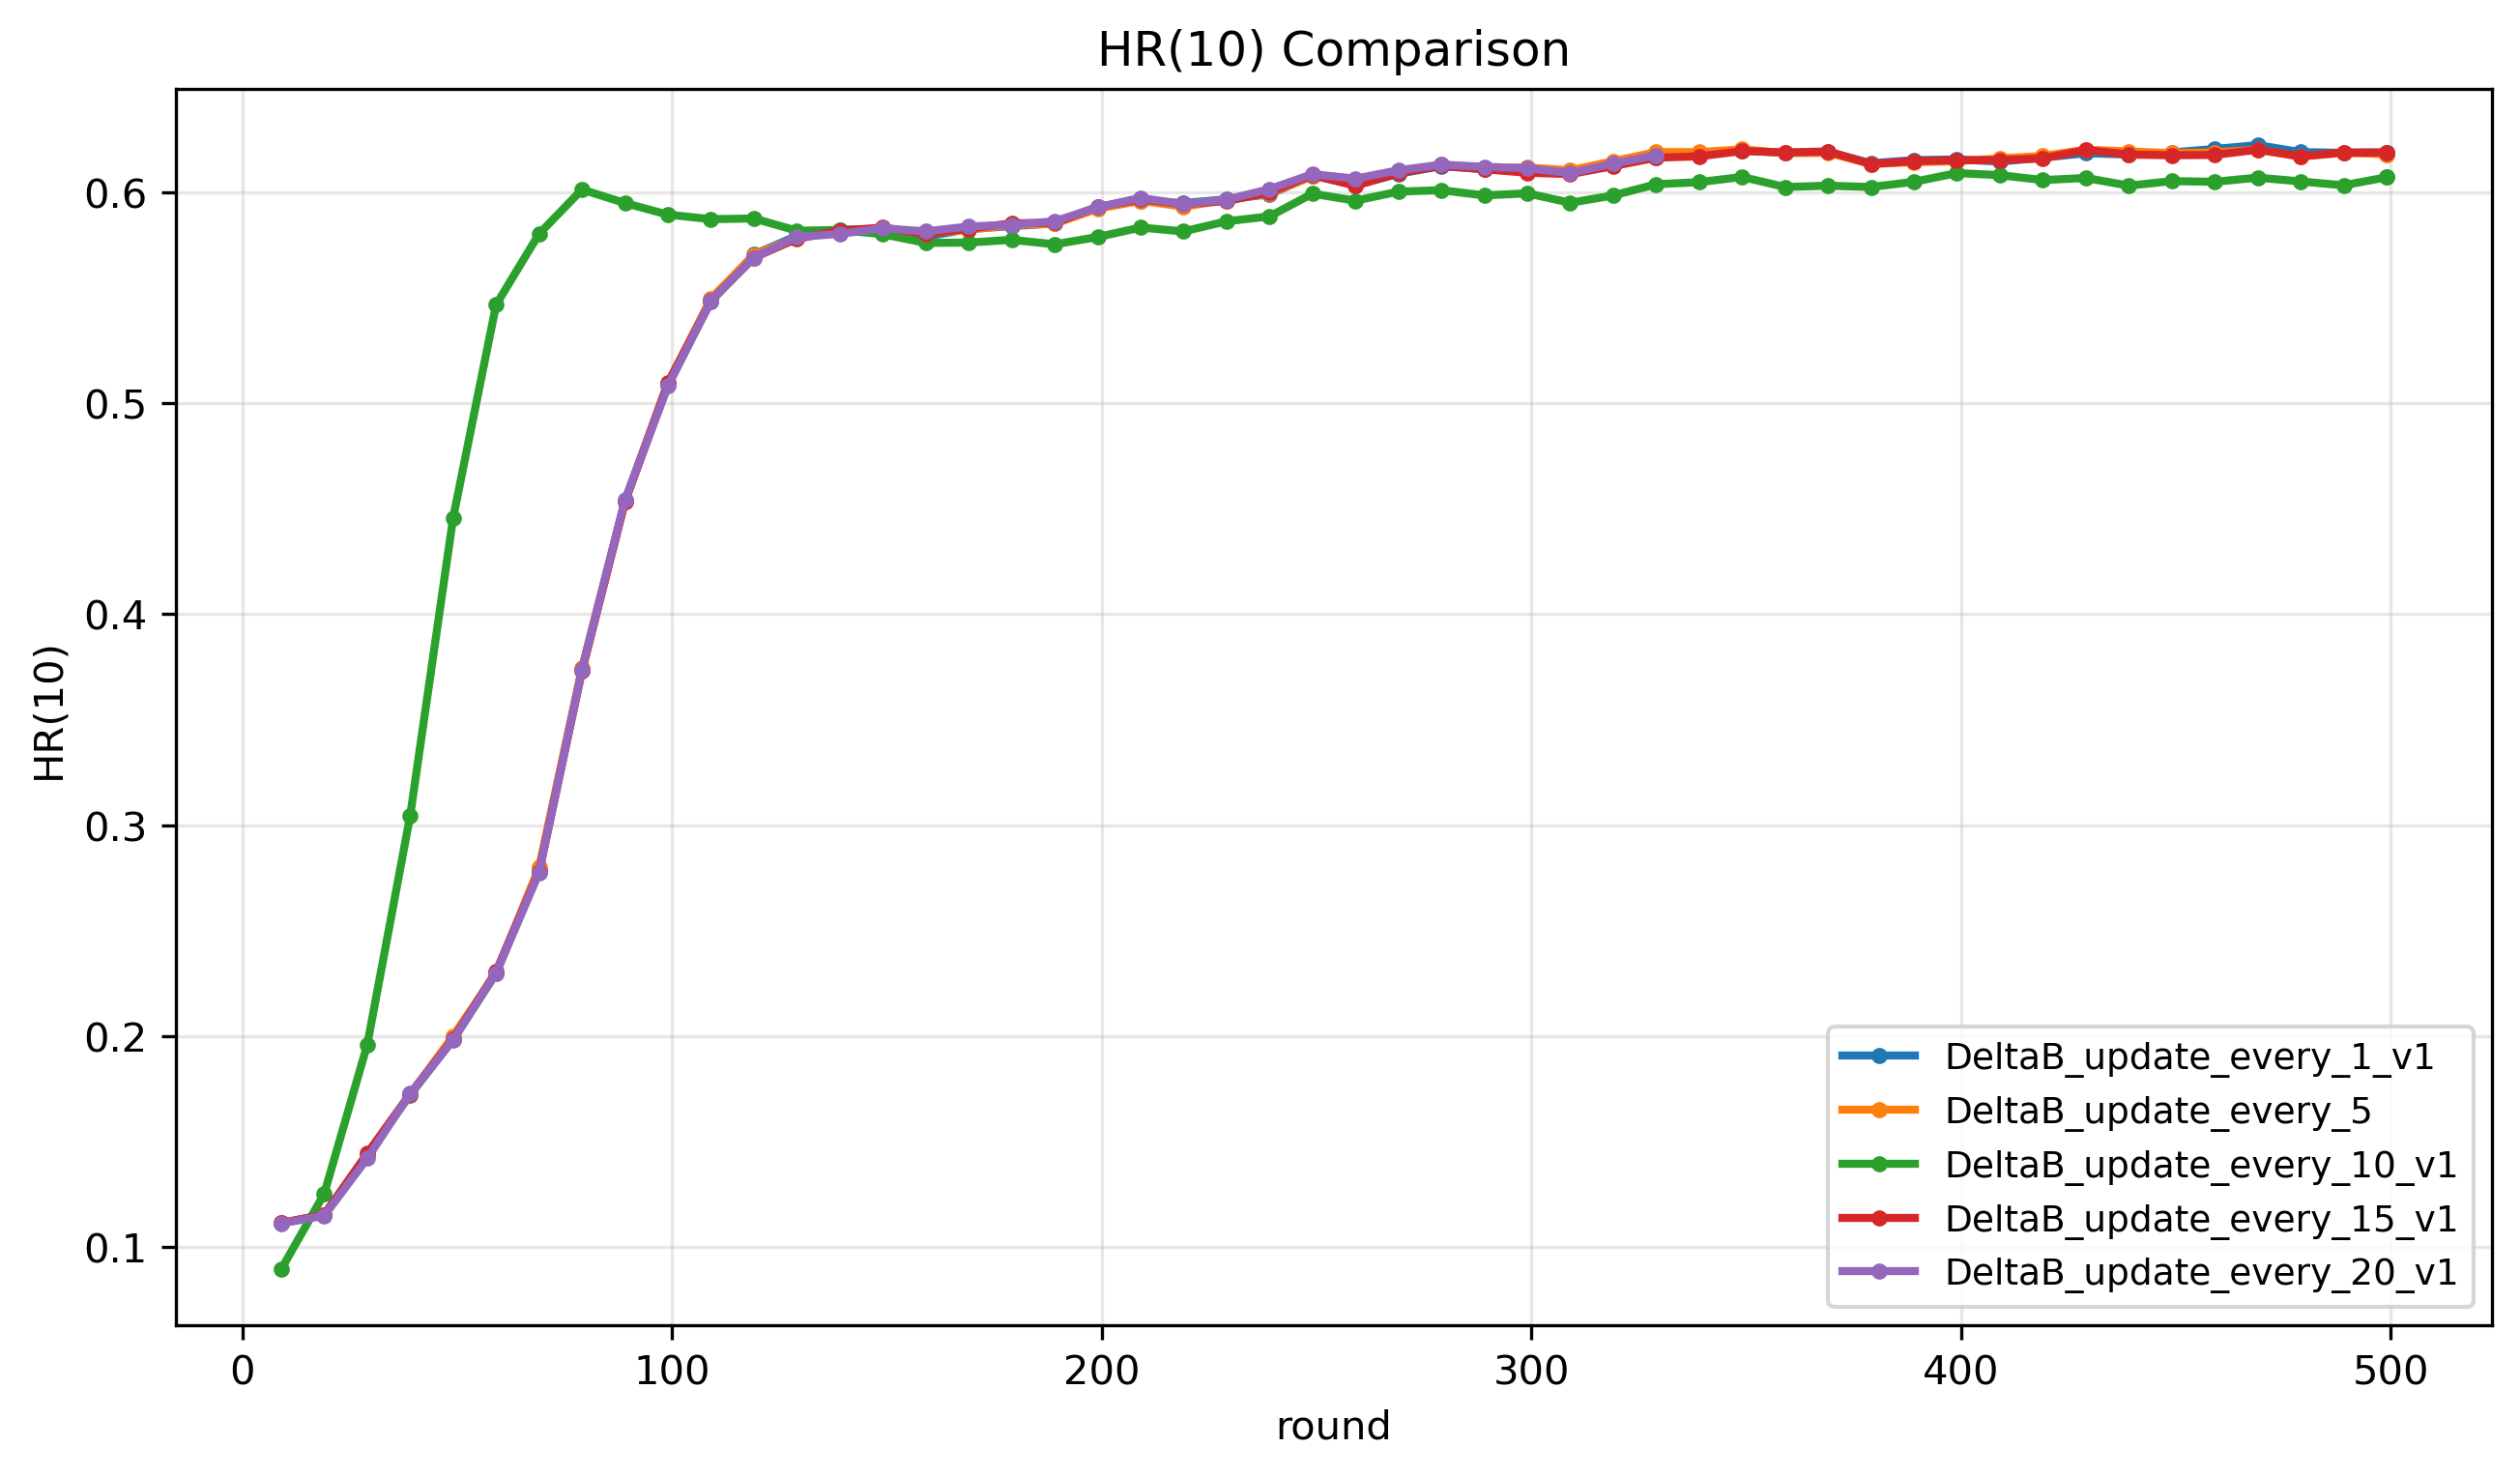 HR(10) Comparison
HR(10)
0.6
0.5
0.4
0.3
0.2
0.1
0 100 200 300 400 500
round
DeltaB_update_every_1_v1
DeltaB_update_every_5
DeltaB_update_every_10_v1
DeltaB_update_every_15_v1
DeltaB_update_every_20_v1